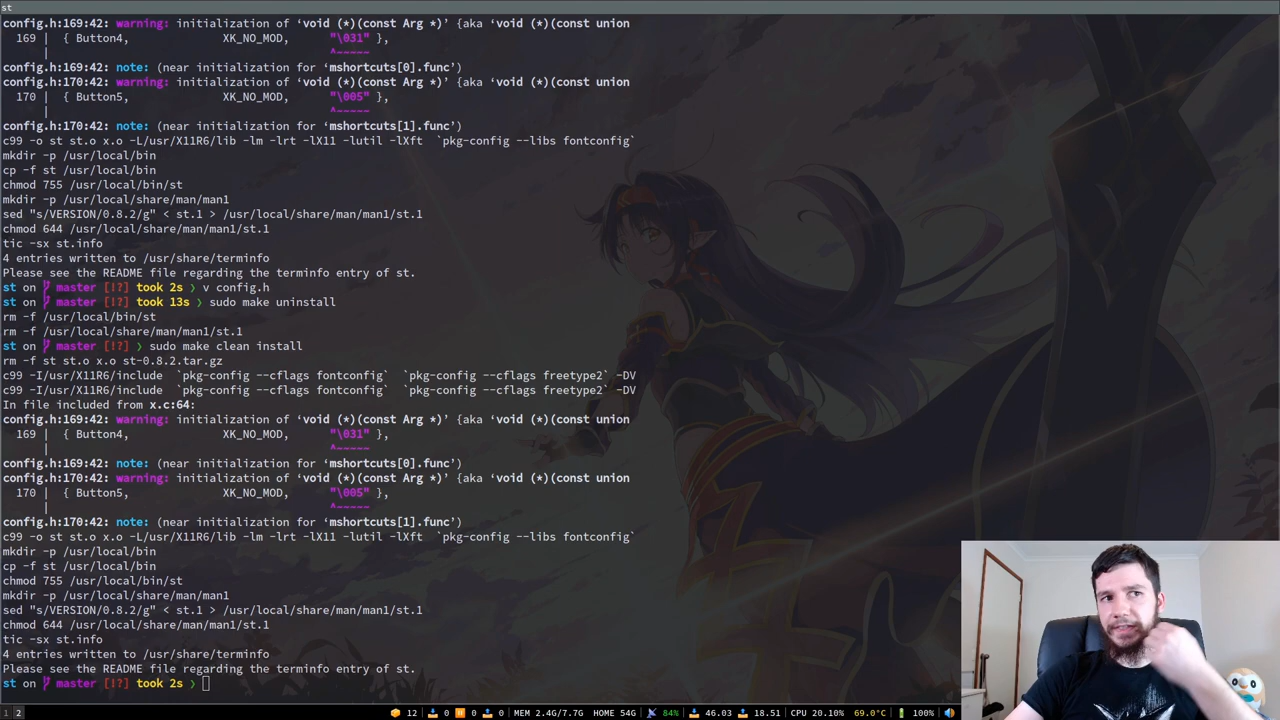 st
config.h:169:42: warning: initialization of ‘void (*)(const Arg *)’ {aka ‘void (*)(const union
169 | { Button4, XK_NO_MOD, "\031" },
| ^~~~~~
config.h:169:42: note: (near initialization for ‘mshortcuts[0].func’)
config.h:170:42: warning: initialization of ‘void (*)(const Arg *)’ {aka ‘void (*)(const union
170 | { Button5, XK_NO_MOD, "\005" },
| ^~~~~~
config.h:170:42: note: (near initialization for ‘mshortcuts[1].func’)
c99 -o st st.o x.o -L/usr/X11R6/lib -lm -lrt -lX11 -lutil -lXft `pkg-config --libs fontconfig`
mkdir -p /usr/local/bin
cp -f st /usr/local/bin
chmod 755 /usr/local/bin/st
mkdir -p /usr/local/share/man/man1
sed "s/VERSION/0.8.2/g" < st.1 > /usr/local/share/man/man1/st.1
chmod 644 /usr/local/share/man/man1/st.1
tic -sx st.info
4 entries written to /usr/share/terminfo
Please see the README file regarding the terminfo entry of st.
st on master [!?] took 2s ❯ v config.h
st on master [!?] took 13s ❯ sudo make uninstall
rm -f /usr/local/bin/st
rm -f /usr/local/share/man/man1/st.1
st on master [!?] ❯ sudo make clean install
rm -f st st.o x.o st-0.8.2.tar.gz
c99 -I/usr/X11R6/include `pkg-config --cflags fontconfig` `pkg-config --cflags freetype2` -DV
c99 -I/usr/X11R6/include `pkg-config --cflags fontconfig` `pkg-config --cflags freetype2` -DV
In file included from x.c:64:
config.h:169:42: warning: initialization of ‘void (*)(const Arg *)’ {aka ‘void (*)(const union
169 | { Button4, XK_NO_MOD, "\031" },
| ^~~~~~
config.h:169:42: note: (near initialization for ‘mshortcuts[0].func’)
config.h:170:42: warning: initialization of ‘void (*)(const Arg *)’ {aka ‘void (*)(const union
170 | { Button5, XK_NO_MOD, "\005" },
| ^~~~~~
config.h:170:42: note: (near initialization for ‘mshortcuts[1].func’)
c99 -o st st.o x.o -L/usr/X11R6/lib -lm -lrt -lX11 -lutil -lXft `pkg-config --libs fontconfig`
mkdir -p /usr/local/bin
cp -f st /usr/local/bin
chmod 755 /usr/local/bin/st
mkdir -p /usr/local/share/man/man1
sed "s/VERSION/0.8.2/g" < st.1 > /usr/local/share/man/man1/st.1
chmod 644 /usr/local/share/man/man1/st.1
tic -sx st.info
4 entries written to /usr/share/terminfo
Please see the README file regarding the terminfo entry of st.
st on master [!?] took 2s ❯
1 2 12 0 0 0 MEM 2.4G/7.7G HOME 54G 84% 46.03 18.51 CPU 20.10% 69.0°C 100%